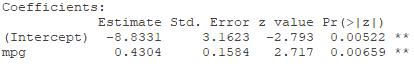 Coefficients:
Estimate Std. Error z value Pr(>|z|)
(Intercept) -8.8331 3.1623 -2.793 0.00522 **
mpg 0.4304 0.1584 2.717 0.00659 **